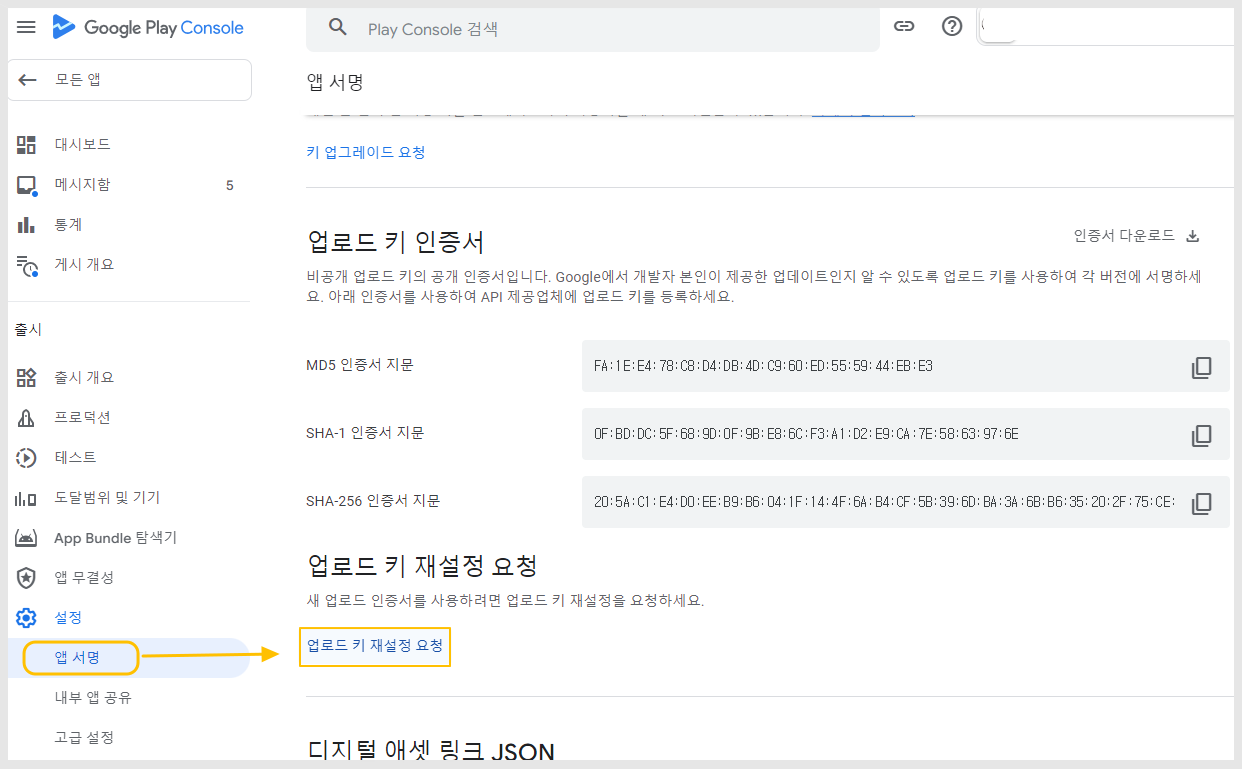 Google Play Console
Play Console 검색
모든 앱
앱 서명
대시보드
메시지함 5
통계
게시 개요
출시
출시 개요
프로덕션
테스트
도달범위 및 기기
App Bundle 탐색기
앱 무결성
설정
앱 서명
내부 앱 공유
고급 설정
키 업그레이드 요청
업로드 키 인증서
인증서 다운로드
비공개 업로드 키의 공개 인증서입니다. Google에서 개발자 본인이 제공한 업데이트인지 알 수 있도록 업로드 키를 사용하여 각 버전에 서명하세
요. 아래 인증서를 사용하여 API 제공업체에 업로드 키를 등록하세요.
MD5 인증서 지문
FA:1E:E4:78:C8:D4:DB:4D:C9:60:ED:55:59:44:EB:E3
SHA-1 인증서 지문
0F:BD:DC:5F:68:9D:0F:9B:E8:6C:F3:A1:D2:E9:CA:7E:58:63:97:6E
SHA-256 인증서 지문
20:5A:C1:E4:D0:EE:B9:B6:04:1F:14:4F:6A:B4:CF:5B:39:6D:BA:3A:6B:B6:35:20:2F:75:CE:
업로드 키 재설정 요청
새 업로드 인증서를 사용하려면 업로드 키 재설정을 요청하세요.
업로드 키 재설정 요청
디지털 애셋 링크 JSON